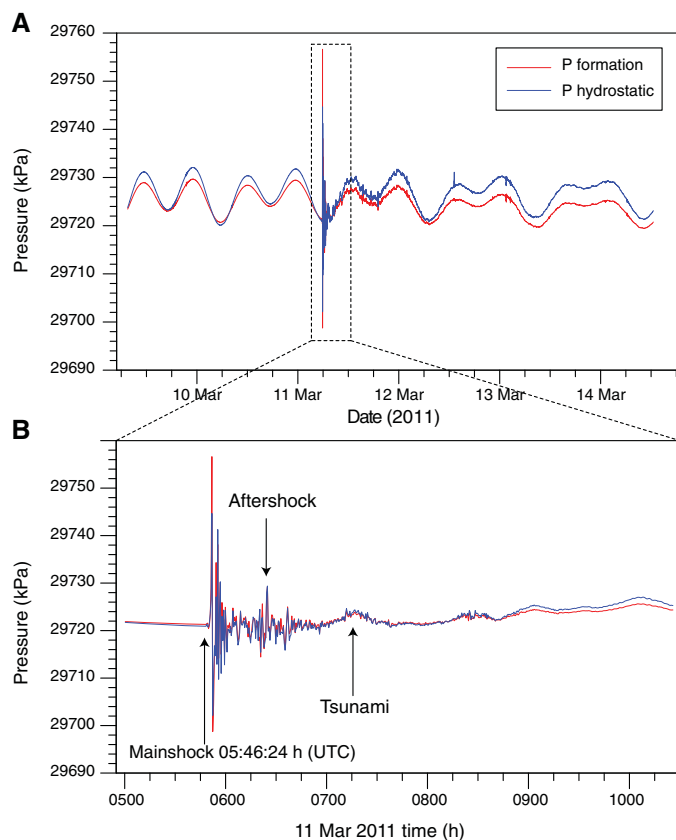 A
29760
29750
29740
29730
29720
29710
29700
29690
Pressure (kPa)
P formation
P hydrostatic
10 Mar 11 Mar 12 Mar 13 Mar 14 Mar
Date (2011)
B
29750
29740
29730
29720
29710
29700
29690
Pressure (kPa)
Aftershock
Tsunami
Mainshock 05:46:24 h (UTC)
0500 0600 0700 0800 0900 1000
11 Mar 2011 time (h)